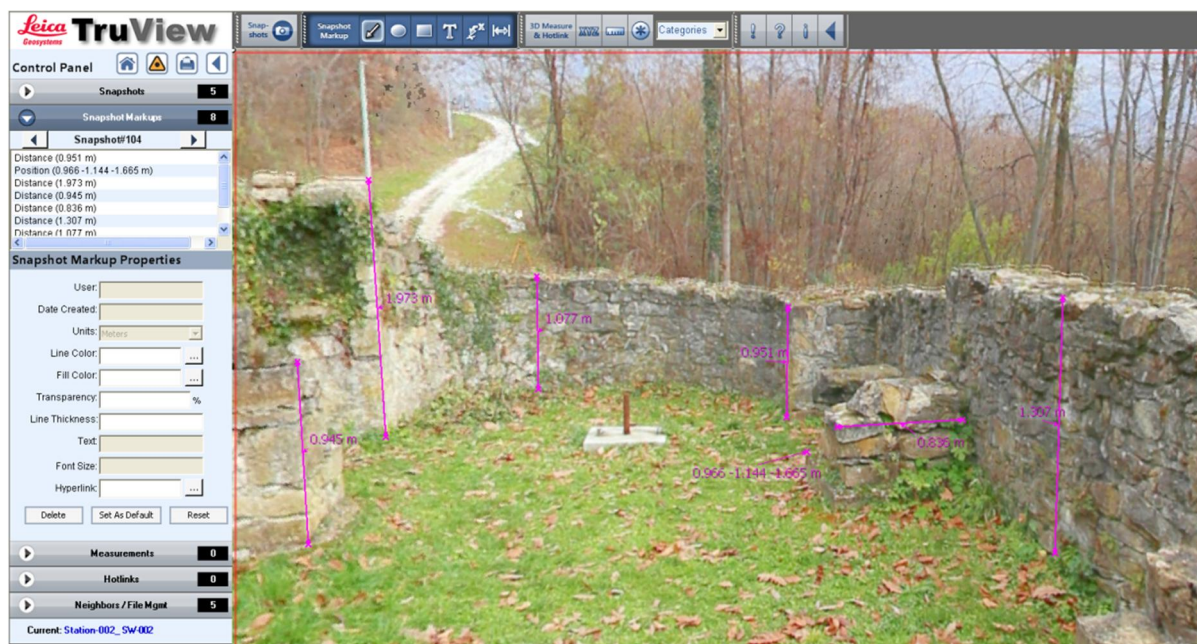 Leica
Geosystems
TruView
Snap-
shots
Snapshot
Markup
T
3D Measure
& Hotlink
XYZ
Categories
Control Panel
Snapshots 5
Snapshot Markups 8
Snapshot#104
Distance (0.951 m)
Position (0.966 -1.144 -1.665 m)
Distance (1.973 m)
Distance (0.945 m)
Distance (0.836 m)
Distance (1.307 m)
Distance (1.077 m)
Snapshot Markup Properties
User:
Date Created:
Units: Meters
Line Color: ...
Fill Color: ...
Transparency: %
Line Thickness:
Text:
Font Size:
Hyperlink: ...
Delete Set As Default Reset
Measurements 0
Hotlinks 0
Neighbors / File Mgmt 5
Current: Station-002_ SW-002
1.973 m
1.077 m
0.951 m
1.307 m
0.945 m
0.836 m
0.966 -1.144 -1.665 m